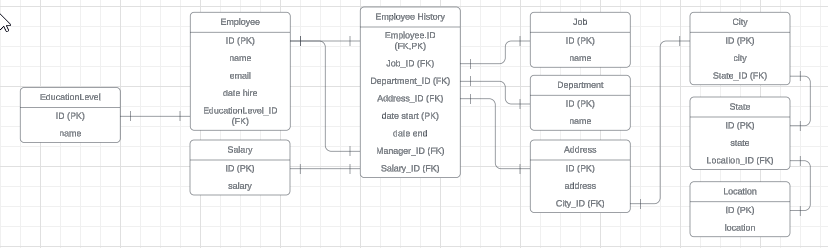 EducationLevel
ID (PK)
name
Employee
ID (PK)
name
email
date hire
EducationLevel_ID
(FK)
Salary
ID (PK)
salary
Employee History
Employee.ID
(FK,PK)
Job_ID (FK)
Department_ID (FK)
Address_ID (FK)
date start (PK)
date end
Manager_ID (FK)
Salary_ID (FK)
Job
ID (PK)
name
Department
ID (PK)
name
Address
ID (PK)
address
City_ID (FK)
City
ID (PK)
city
State_ID (FK)
State
ID (PK)
state
Location_ID (FK)
Location
ID (PK)
location